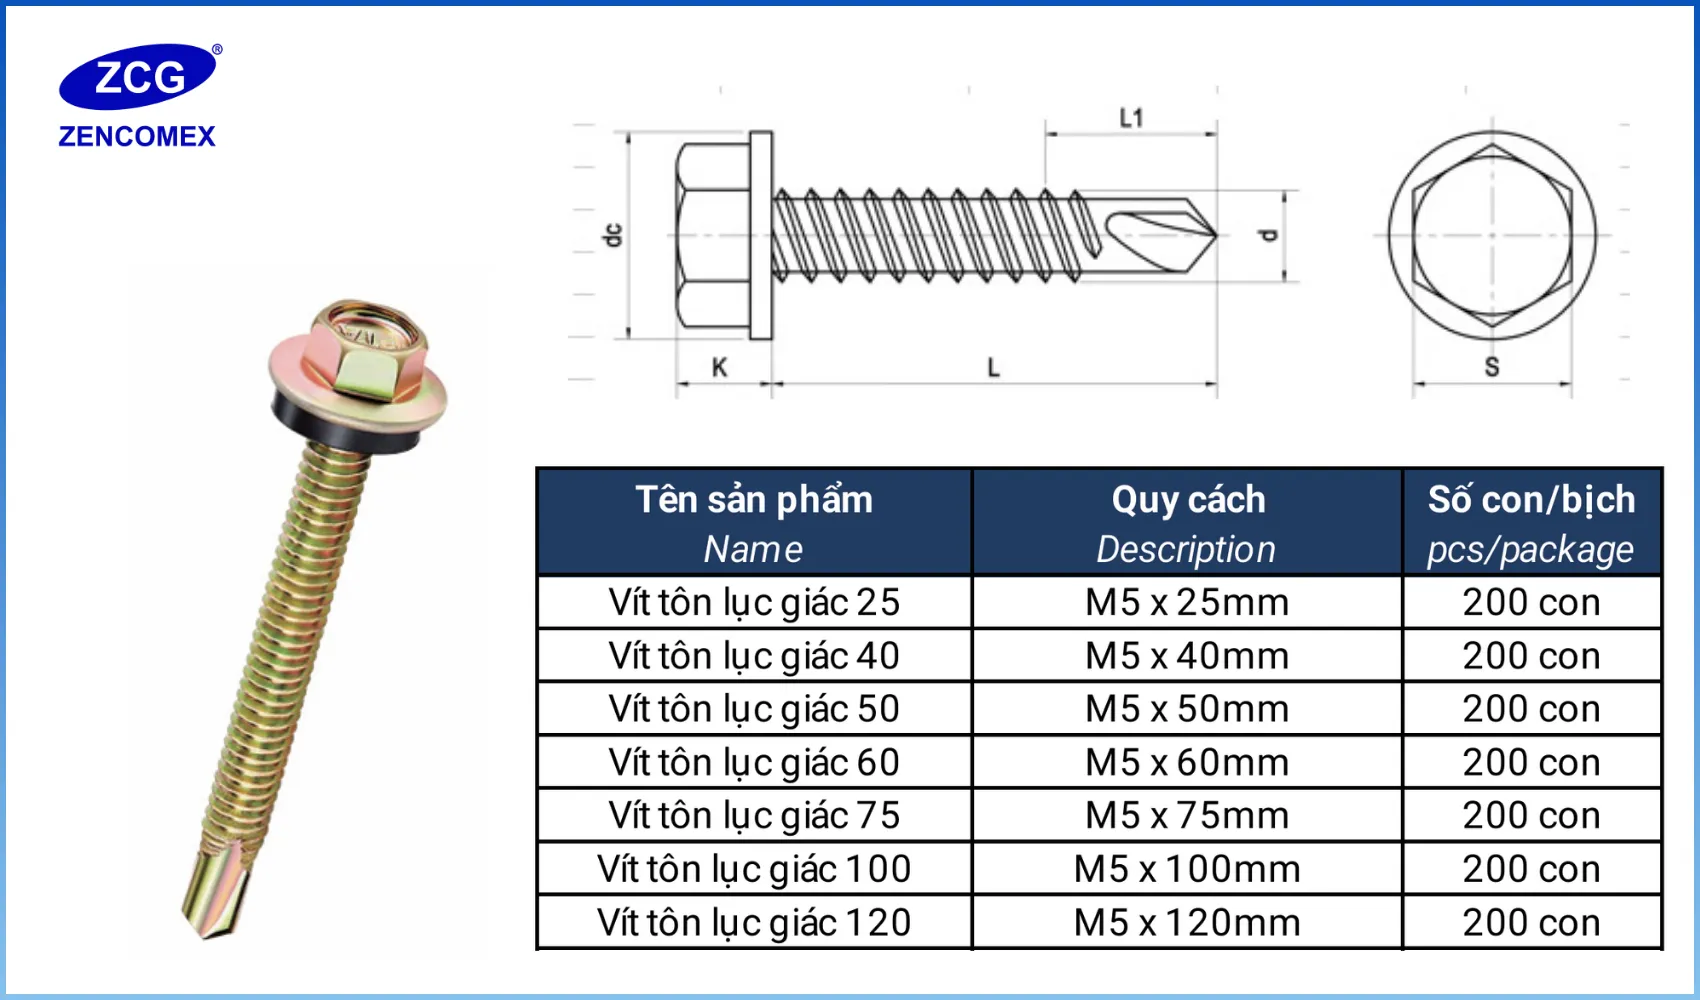 ZCG®
ZENCOMEX
L1
dc
d
K
L
S
Tên sản phẩm Quy cách Số con/bịch
Name Description pcs/package
Vít tôn lục giác 25 M5 x 25mm 200 con
Vít tôn lục giác 40 M5 x 40mm 200 con
Vít tôn lục giác 50 M5 x 50mm 200 con
Vít tôn lục giác 60 M5 x 60mm 200 con
Vít tôn lục giác 75 M5 x 75mm 200 con
Vít tôn lục giác 100 M5 x 100mm 200 con
Vít tôn lục giác 120 M5 x 120mm 200 con